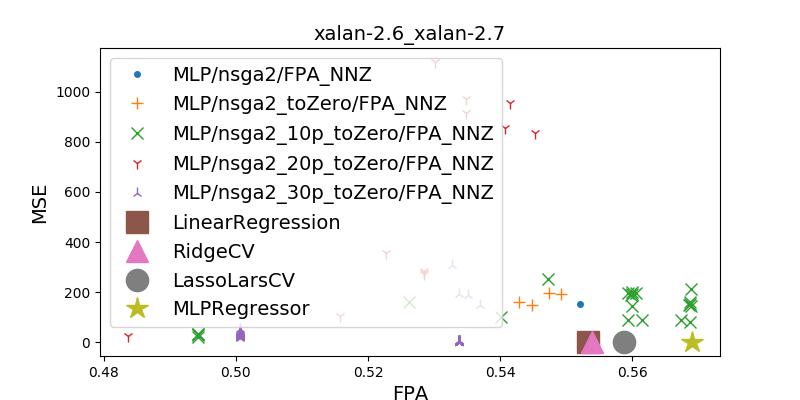 xalan-2.6_xalan-2.7
MSE
1000
800
600
400
200
0
MLP/nsga2/FPA_NNZ
MLP/nsga2_toZero/FPA_NNZ
MLP/nsga2_10p_toZero/FPA_NNZ
MLP/nsga2_20p_toZero/FPA_NNZ
MLP/nsga2_30p_toZero/FPA_NNZ
LinearRegression
RidgeCV
LassoLarsCV
MLPRegressor
0.48 0.50 0.52 0.54 0.56
FPA